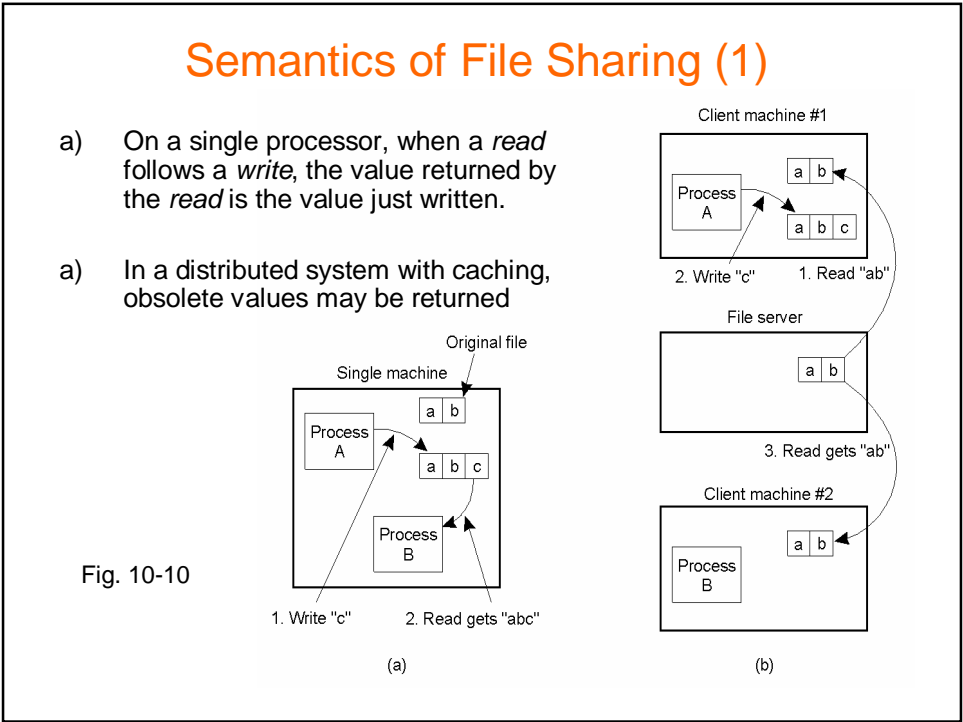 Semantics of File Sharing (1)
a) On a single processor, when a read
follows a write, the value returned by
the read is the value just written.
a) In a distributed system with caching,
obsolete values may be returned
Original file
Single machine
a b
Process
A
a b c
Process
B
1. Write "c"
2. Read gets "abc"
(a)
Fig. 10-10
Client machine #1
a b
Process
A
a b c
2. Write "c"
1. Read "ab"
File server
a b
3. Read gets "ab"
Client machine #2
a b
Process
B
(b)